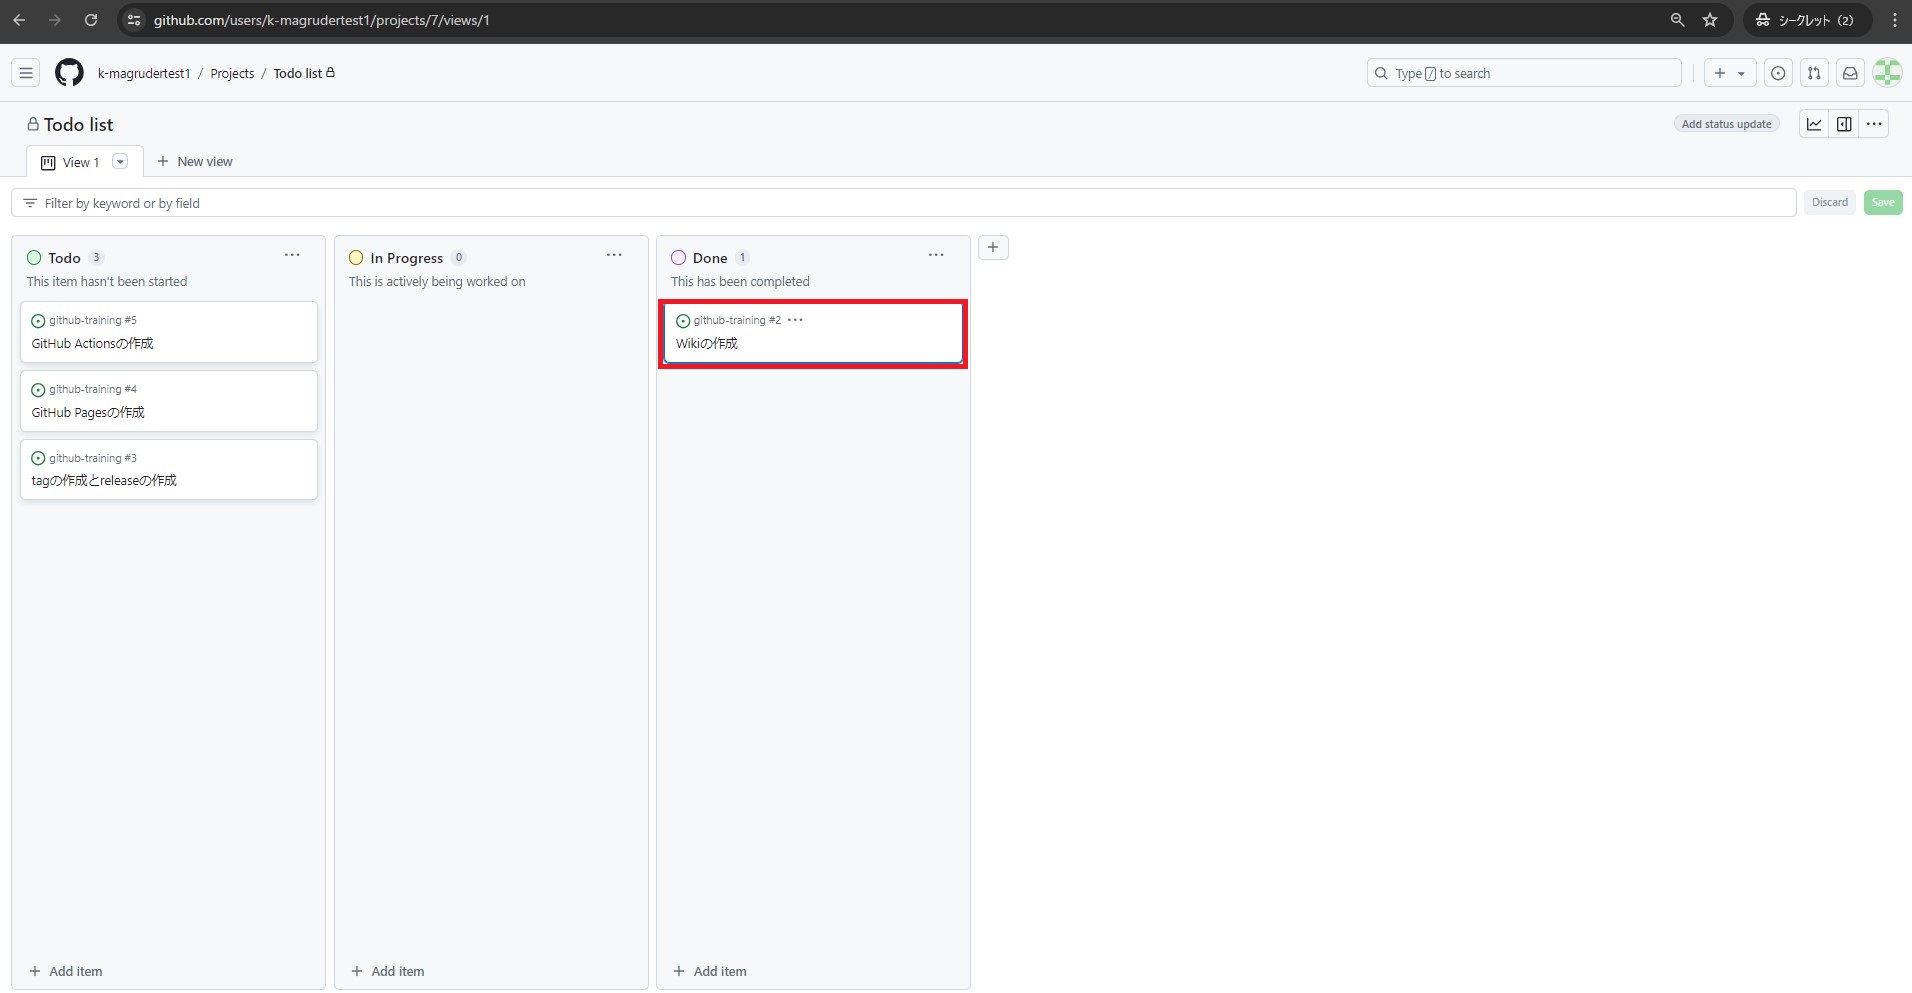 github.com/users/k-magrudertest1/projects/7/views/1
シークレット (2)
k-magrudertest1 / Projects / Todo list
Type / to search
Todo list
Add status update
View 1
New view
Filter by keyword or by field
Discard
Save
Todo 3
This item hasn't been started
github-training #5
GitHub Actionsの作成
github-training #4
GitHub Pagesの作成
github-training #3
tagの作成とreleaseの作成
Add item
In Progress 0
This is actively being worked on
Add item
Done 1
This has been completed
github-training #2
Wikiの作成
Add item